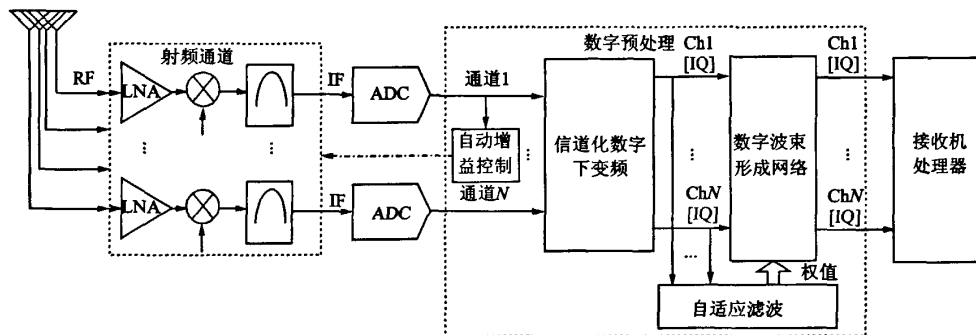 射频通道
RF
LNA
IF
ADC
LNA
IF
ADC
数字预处理
通道1
自动增
益控制
通道N
信道化数字
下变频
Ch1
[IQ]
ChN
[IQ]
数字波束
形成网络
权值
自适应滤波
Ch1
[IQ]
ChN
[IQ]
接收机
处理器